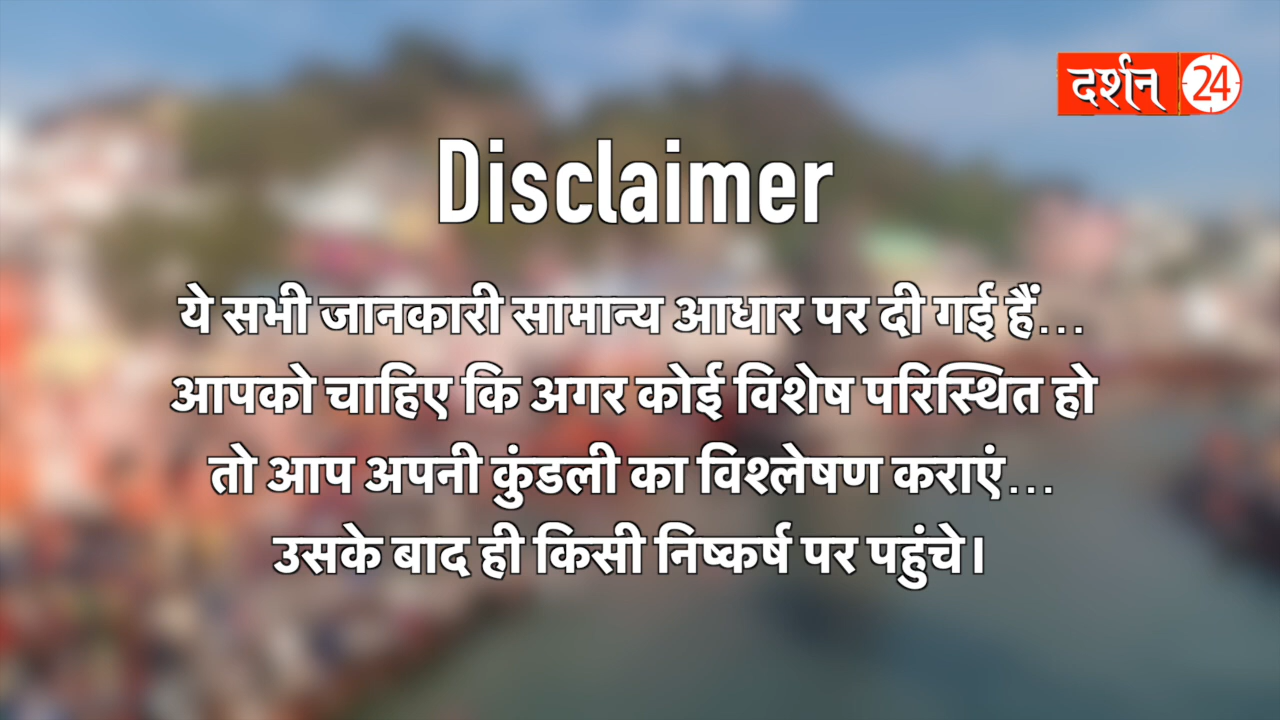 दर्शन 24
Disclaimer
ये सभी जानकारी सामान्य आधार पर दी गई हैं...
आपको चाहिए कि अगर कोई विशेष परिस्थित हो
तो आप अपनी कुंडली का विश्लेषण कराएं...
उसके बाद ही किसी निष्कर्ष पर पहुंचे।